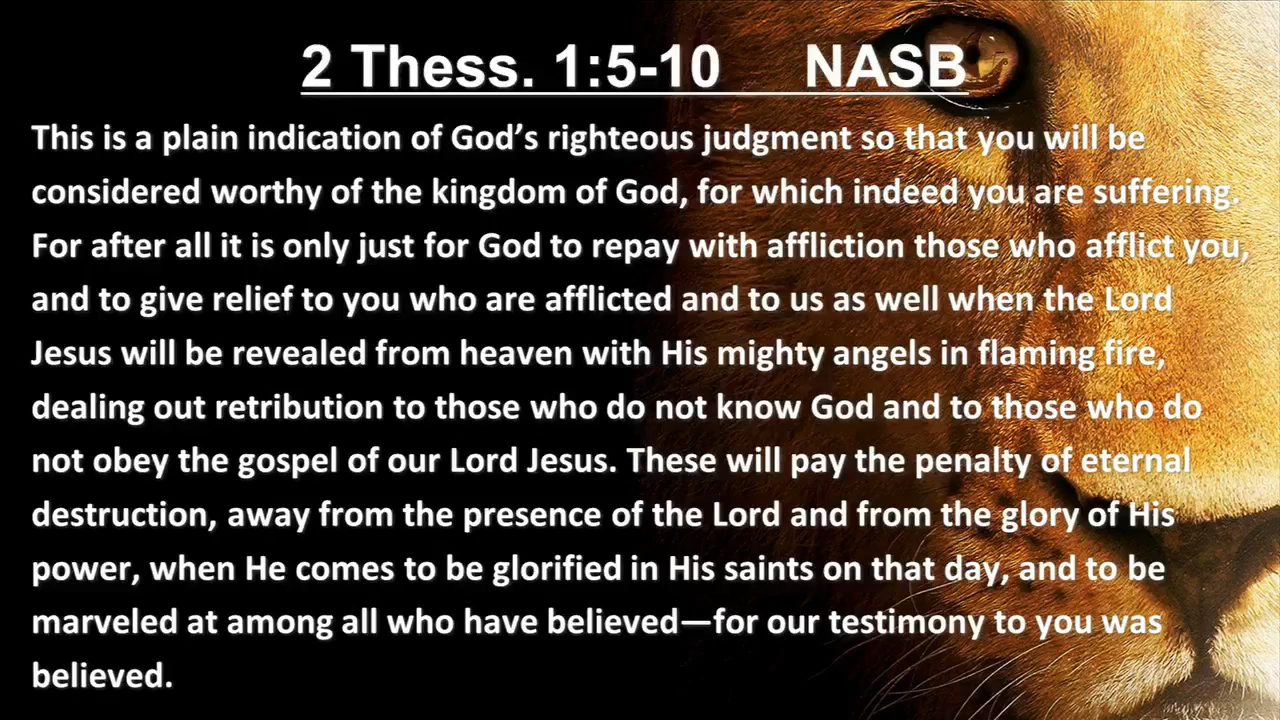 2 Thess. 1:5-10 NASB
This is a plain indication of God’s righteous judgment so that you will be
considered worthy of the kingdom of God, for which indeed you are suffering.
For after all it is only just for God to repay with affliction those who afflict you,
and to give relief to you who are afflicted and to us as well when the Lord
Jesus will be revealed from heaven with His mighty angels in flaming fire,
dealing out retribution to those who do not know God and to those who do
not obey the gospel of our Lord Jesus. These will pay the penalty of eternal
destruction, away from the presence of the Lord and from the glory of His
power, when He comes to be glorified in His saints on that day, and to be
marveled at among all who have believed—for our testimony to you was
believed.